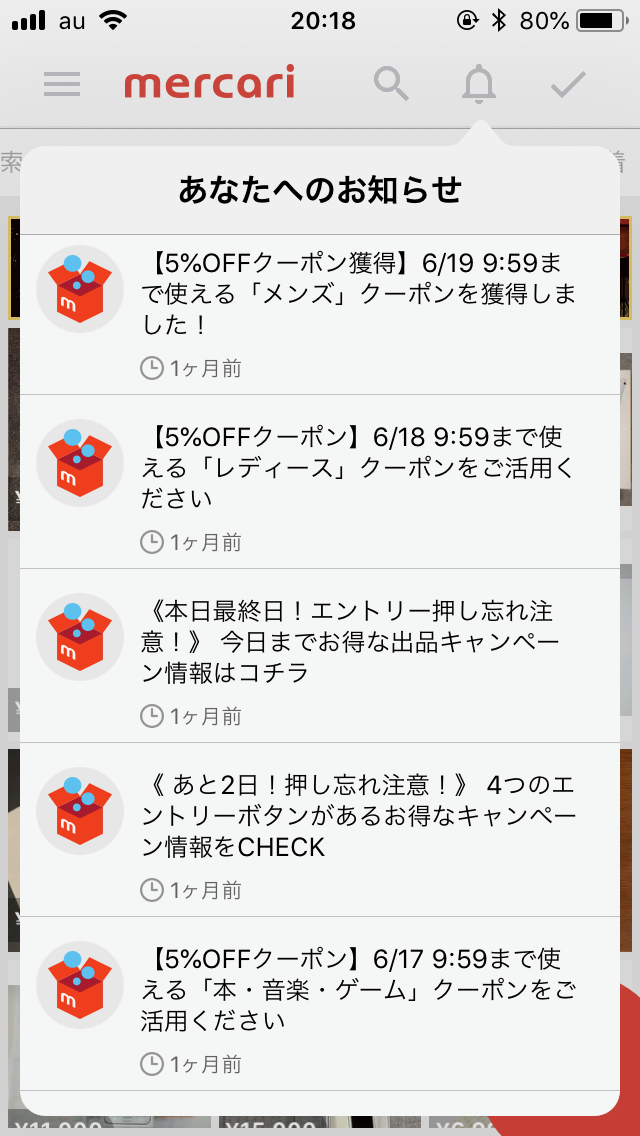 au 20:18 80%
mercari
索 着
あなたへのお知らせ
【5%OFFクーポン獲得】6/19 9:59ま
で使える「メンズ」クーポンを獲得しま
した！
1ヶ月前
【5%OFFクーポン】6/18 9:59まで使
える「レディース」クーポンをご活用く
ださい
1ヶ月前
《本日最終日！エントリー押し忘れ注
意！》 今日までお得な出品キャンペー
ン情報はコチラ
1ヶ月前
《 あと2日！押し忘れ注意！》 4つのエ
ントリーボタンがあるお得なキャンペー
ン情報をCHECK
1ヶ月前
【5%OFFクーポン】6/17 9:59まで使
える「本・音楽・ゲーム」クーポンをご
活用ください
1ヶ月前